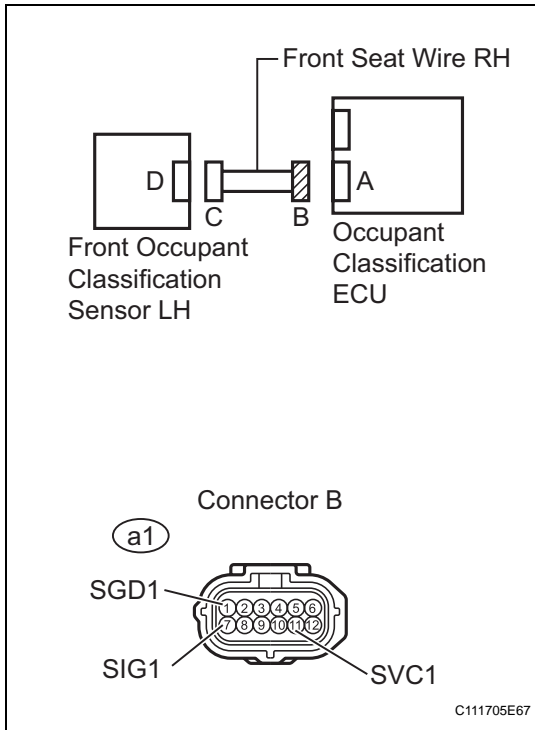 Front Seat Wire RH
D
C
B
A
Front Occupant
Classification
Sensor LH
Occupant
Classification
ECU
Connector B
a1
SGD1
1 2 3 4 5 6
7 8 9 10 11 12
SIG1
SVC1
C111705E67